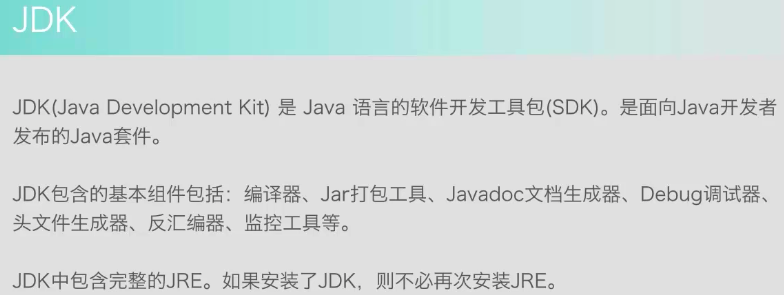 JDK
JDK(Java Development Kit) 是 Java 语言的软件开发工具包(SDK)。是面向Java开发者
发布的Java套件。
JDK包含的基本组件包括：编译器、Jar打包工具、Javadoc文档生成器、Debug调试器、
头文件生成器、反汇编器、监控工具等。
JDK中包含完整的JRE。如果安装了JDK，则不必再次安装JRE。